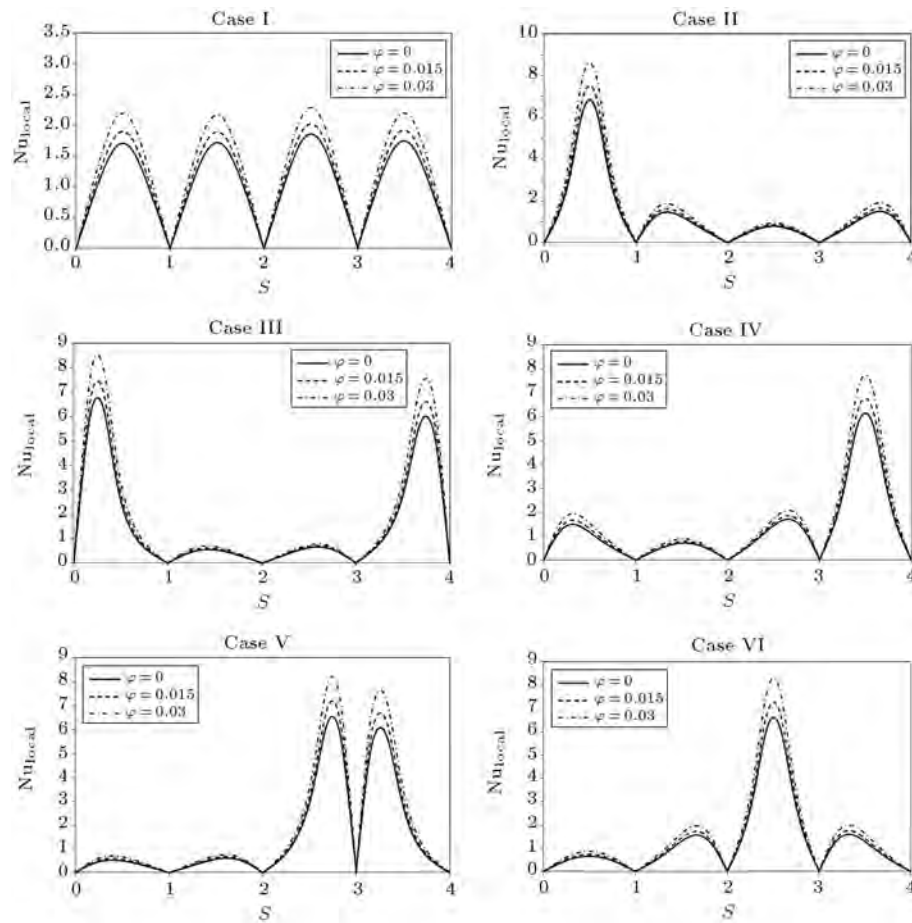 Case I
3.5
3.0
2.5
2.0
1.5
1.0
0.5
0.0
Nu_local
φ = 0
φ = 0.015
φ = 0.03
0 1 2 3 4
S
Case II
10
8
6
4
2
0
Nu_local
φ = 0
φ = 0.015
φ = 0.03
0 1 2 3 4
S
Case III
9
8
7
6
5
4
3
2
1
0
Nu_local
φ = 0
φ = 0.015
φ = 0.03
0 1 2 3 4
S
Case IV
9
8
7
6
5
4
3
2
1
0
Nu_local
φ = 0
φ = 0.015
φ = 0.03
0 1 2 3 4
S
Case V
9
8
7
6
5
4
3
2
1
0
Nu_local
φ = 0
φ = 0.015
φ = 0.03
0 1 2 3 4
S
Case VI
9
8
7
6
5
4
3
2
1
0
Nu_local
φ = 0
φ = 0.015
φ = 0.03
0 1 2 3 4
S